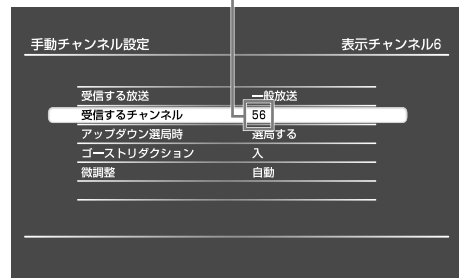 手動チャンネル設定 表示チャンネル6
受信する放送 一般放送
受信するチャンネル 56
アップダウン選局時 選局する
ゴーストリダクション 入
微調整 自動